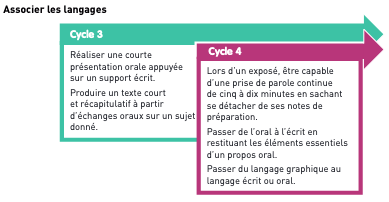 Associer les langages
Cycle 3
Réaliser une courte
présentation orale appuyée
sur un support écrit.
Produire un texte court
et récapitulatif à partir
d'échanges oraux sur un sujet
donné.
Cycle 4
Lors d'un exposé, être capable
d'une prise de parole continue
de cinq à dix minutes en sachant
se détacher de ses notes de
préparation.
Passer de l'oral à l'écrit en
restituant les éléments essentiels
d'un propos oral.
Passer du langage graphique au
langage écrit ou oral.